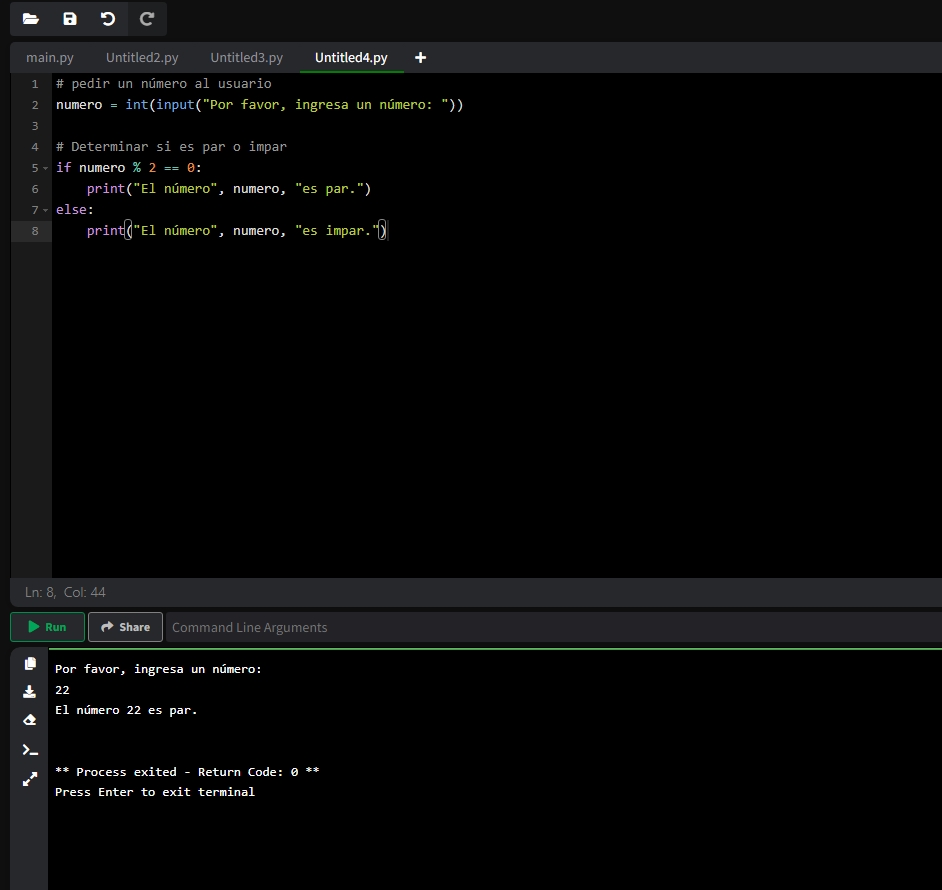 main.py Untitled2.py Untitled3.py Untitled4.py +
1 # pedir un número al usuario
2 numero = int(input("Por favor, ingresa un número: "))
3
4 # Determinar si es par o impar
5 if numero % 2 == 0:
6     print("El número", numero, "es par.")
7 else:
8     print("El número", numero, "es impar.")
Ln: 8, Col: 44
Run Share Command Line Arguments
Por favor, ingresa un número:
22
El número 22 es par.
** Process exited - Return Code: 0 **
Press Enter to exit terminal